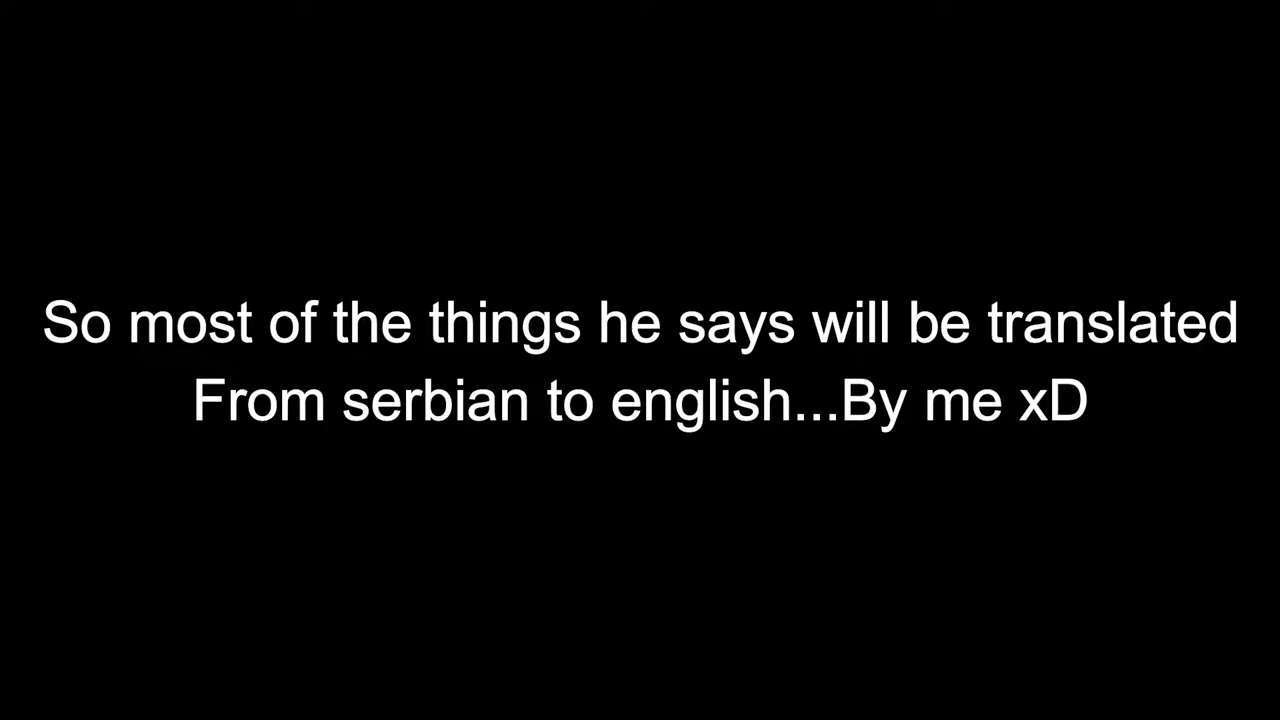 So most of the things he says will be translated
From serbian to english...By me xD